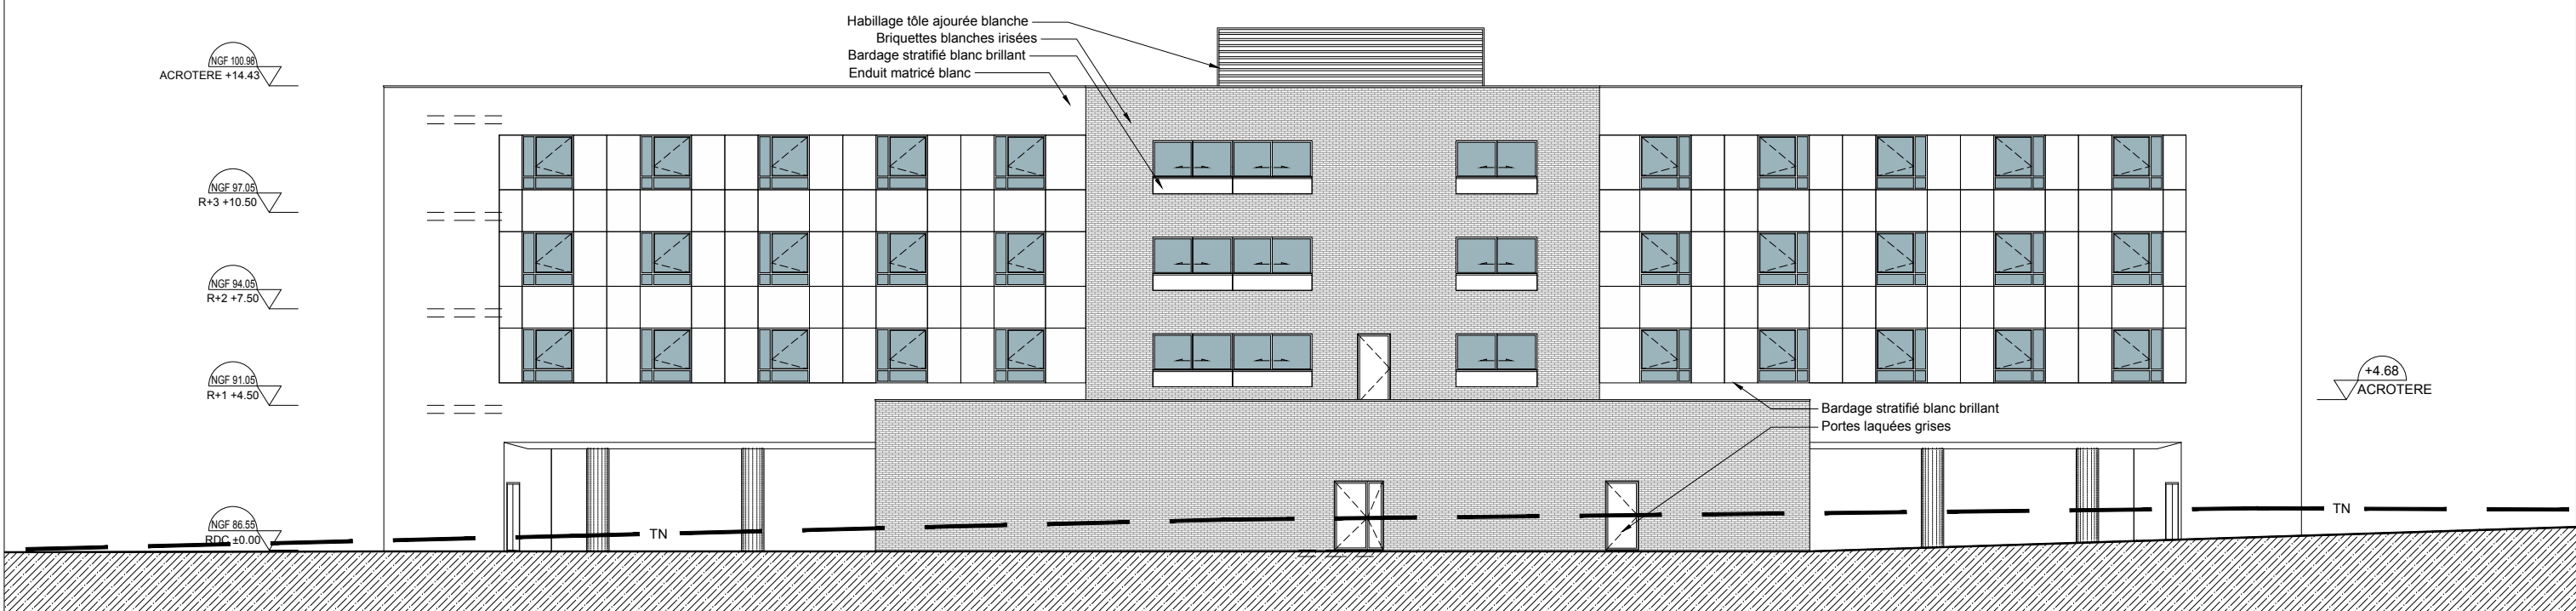 Habillage tôle ajourée blanche
Briquettes blanches irisées
Bardage stratifié blanc brillant
Enduit matricé blanc
NGF 100.98
ACROTERE +14.43
NGF 97.05
R+3 +10.50
NGF 94.05
R+2 +7.50
NGF 91.05
R+1 +4.50
+4.68
ACROTERE
Bardage stratifié blanc brillant
Portes laquées grises
NGF 86.55
RDC ±0.00
TN
TN